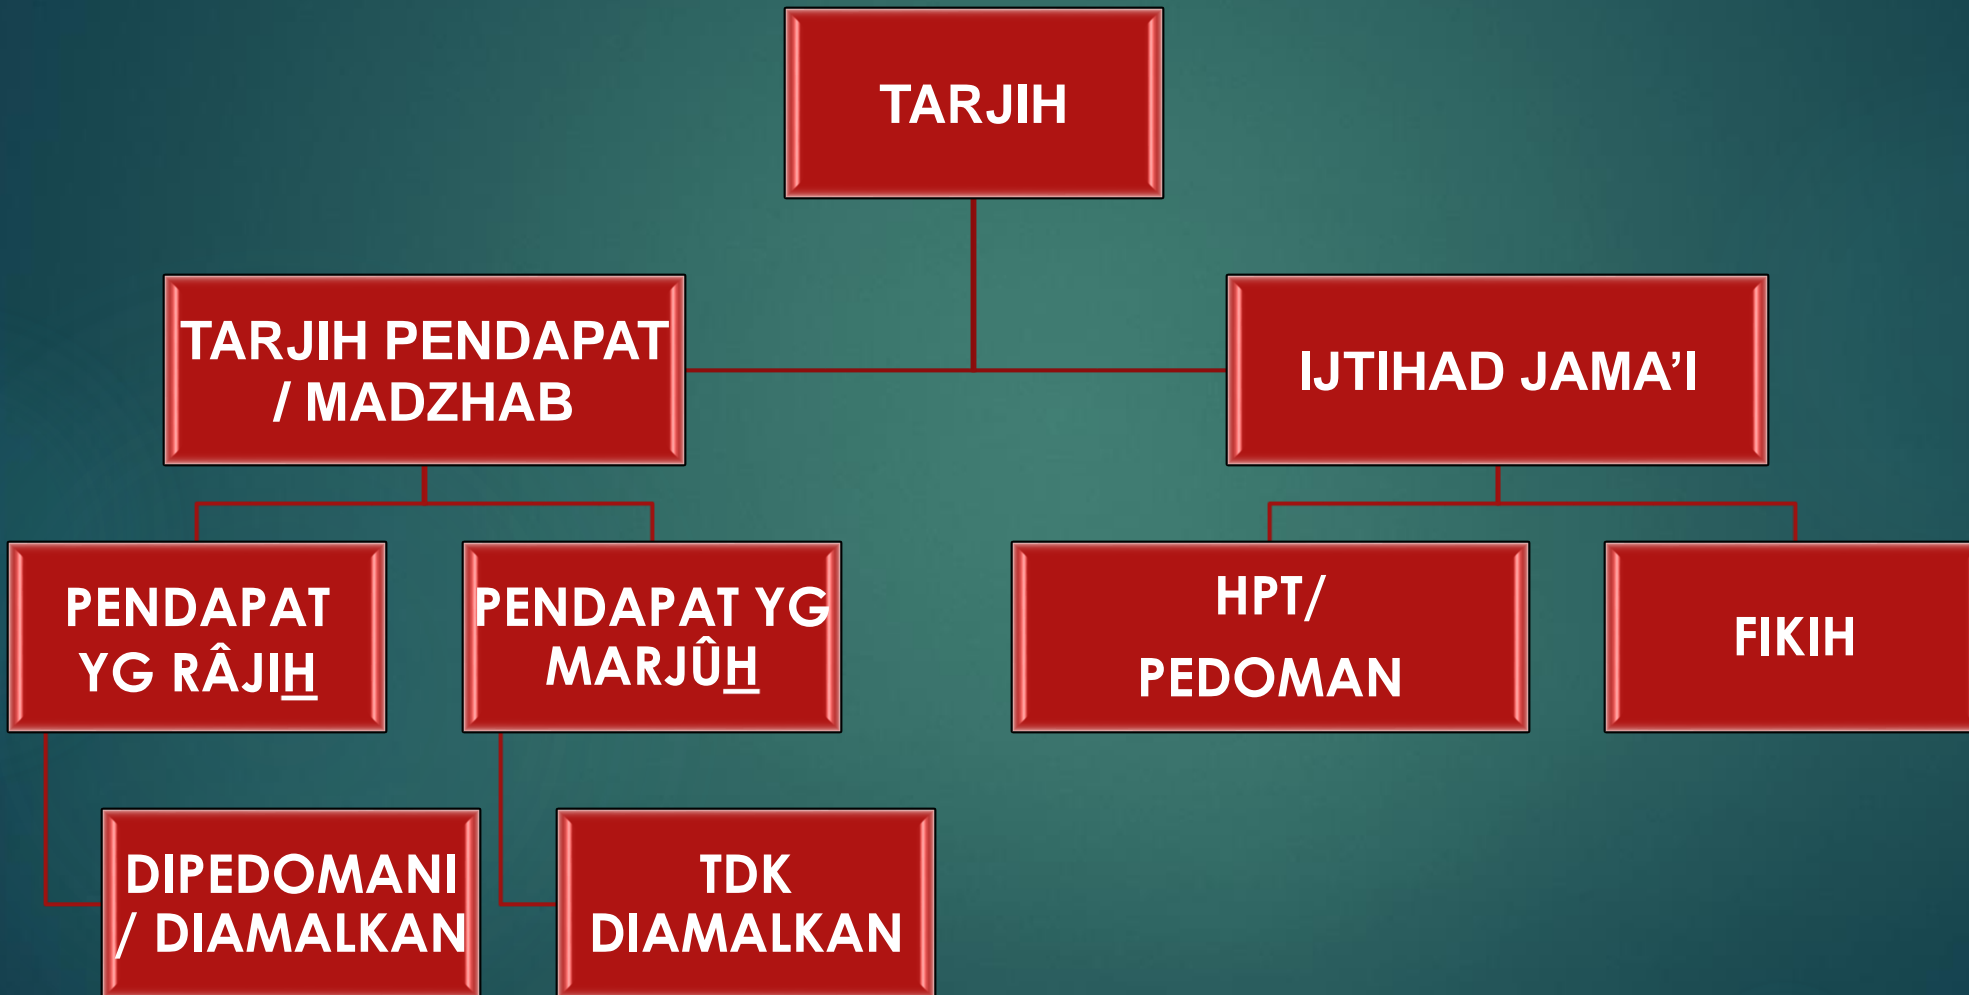 TARJIH
TARJIH PENDAPAT
/ MADZHAB
IJTIHAD JAMA’I
PENDAPAT
YG RÂJIH
PENDAPAT YG
MARJÛH
HPT/
PEDOMAN
FIKIH
DIPEDOMANI
/ DIAMALKAN
TDK
DIAMALKAN